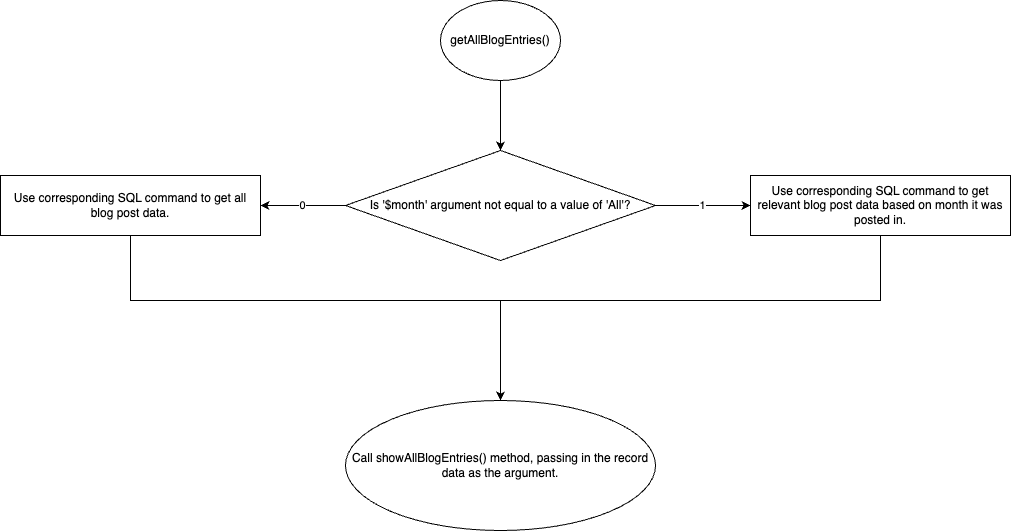 getAllBlogEntries()
Is '$month' argument not equal to a value of 'All'?
0
1
Use corresponding SQL command to get all
blog post data.
Use corresponding SQL command to get
relevant blog post data based on month it was
posted in.
Call showAllBlogEntries() method, passing in the record
data as the argument.